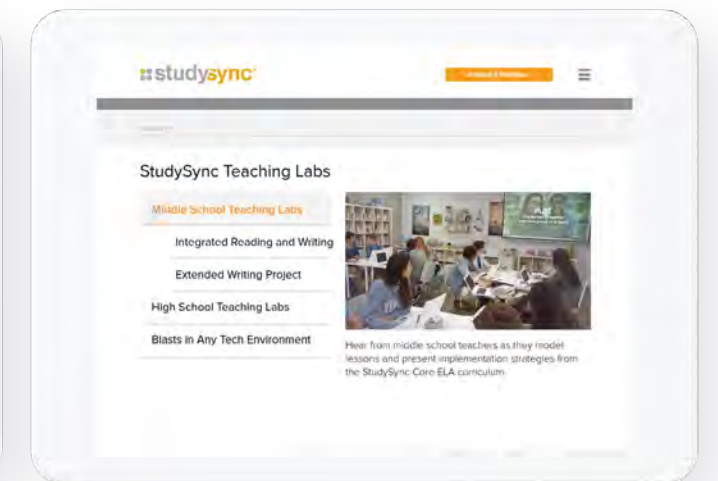 studysync
StudySync Teaching Labs
Middle School Teaching Labs
Integrated Reading and Writing
Extended Writing Project
High School Teaching Labs
Blasts in Any Tech Environment
Hear from middle school teachers as they model
lessons and present implementation strategies from
the StudySync Core ELA curriculum